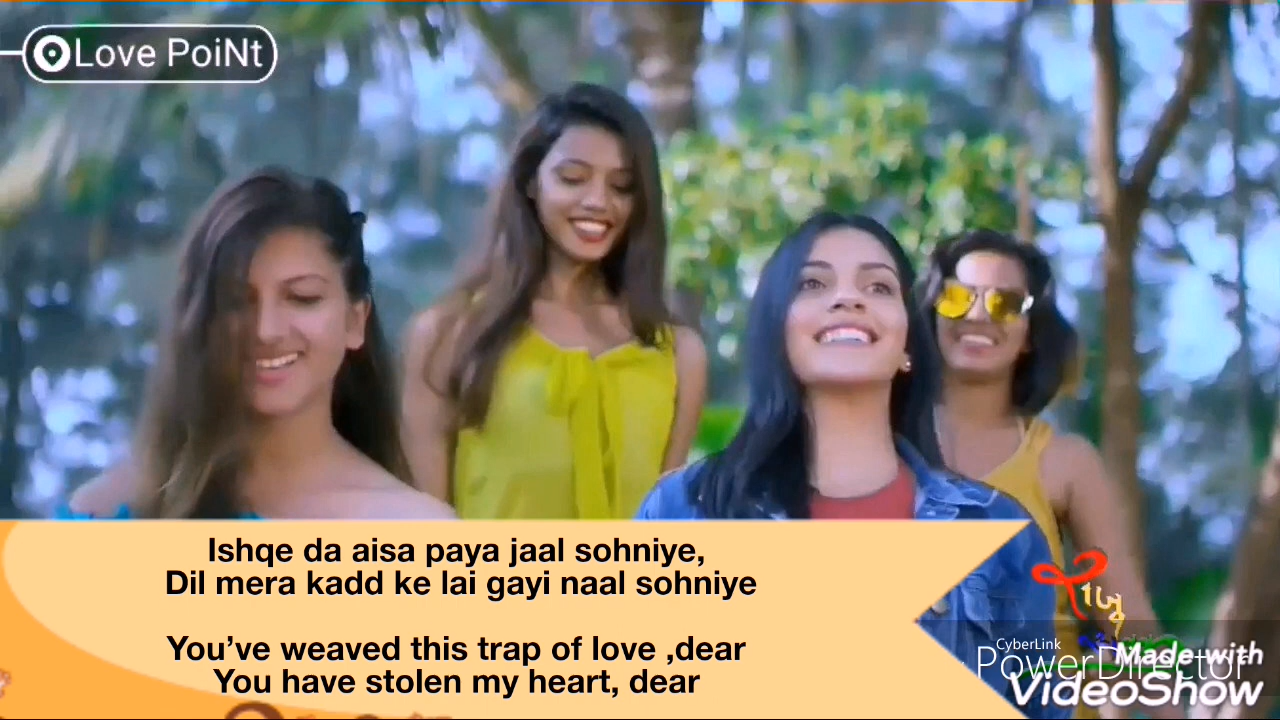 Love PoiNt
Ishqe da aisa paya jaal sohniye,
Dil mera kadd ke lai gayi naal sohniye
You’ve weaved this trap of love ,dear
You have stolen my heart, dear
CyberLink
PowerDirector
Made with
VideoShow